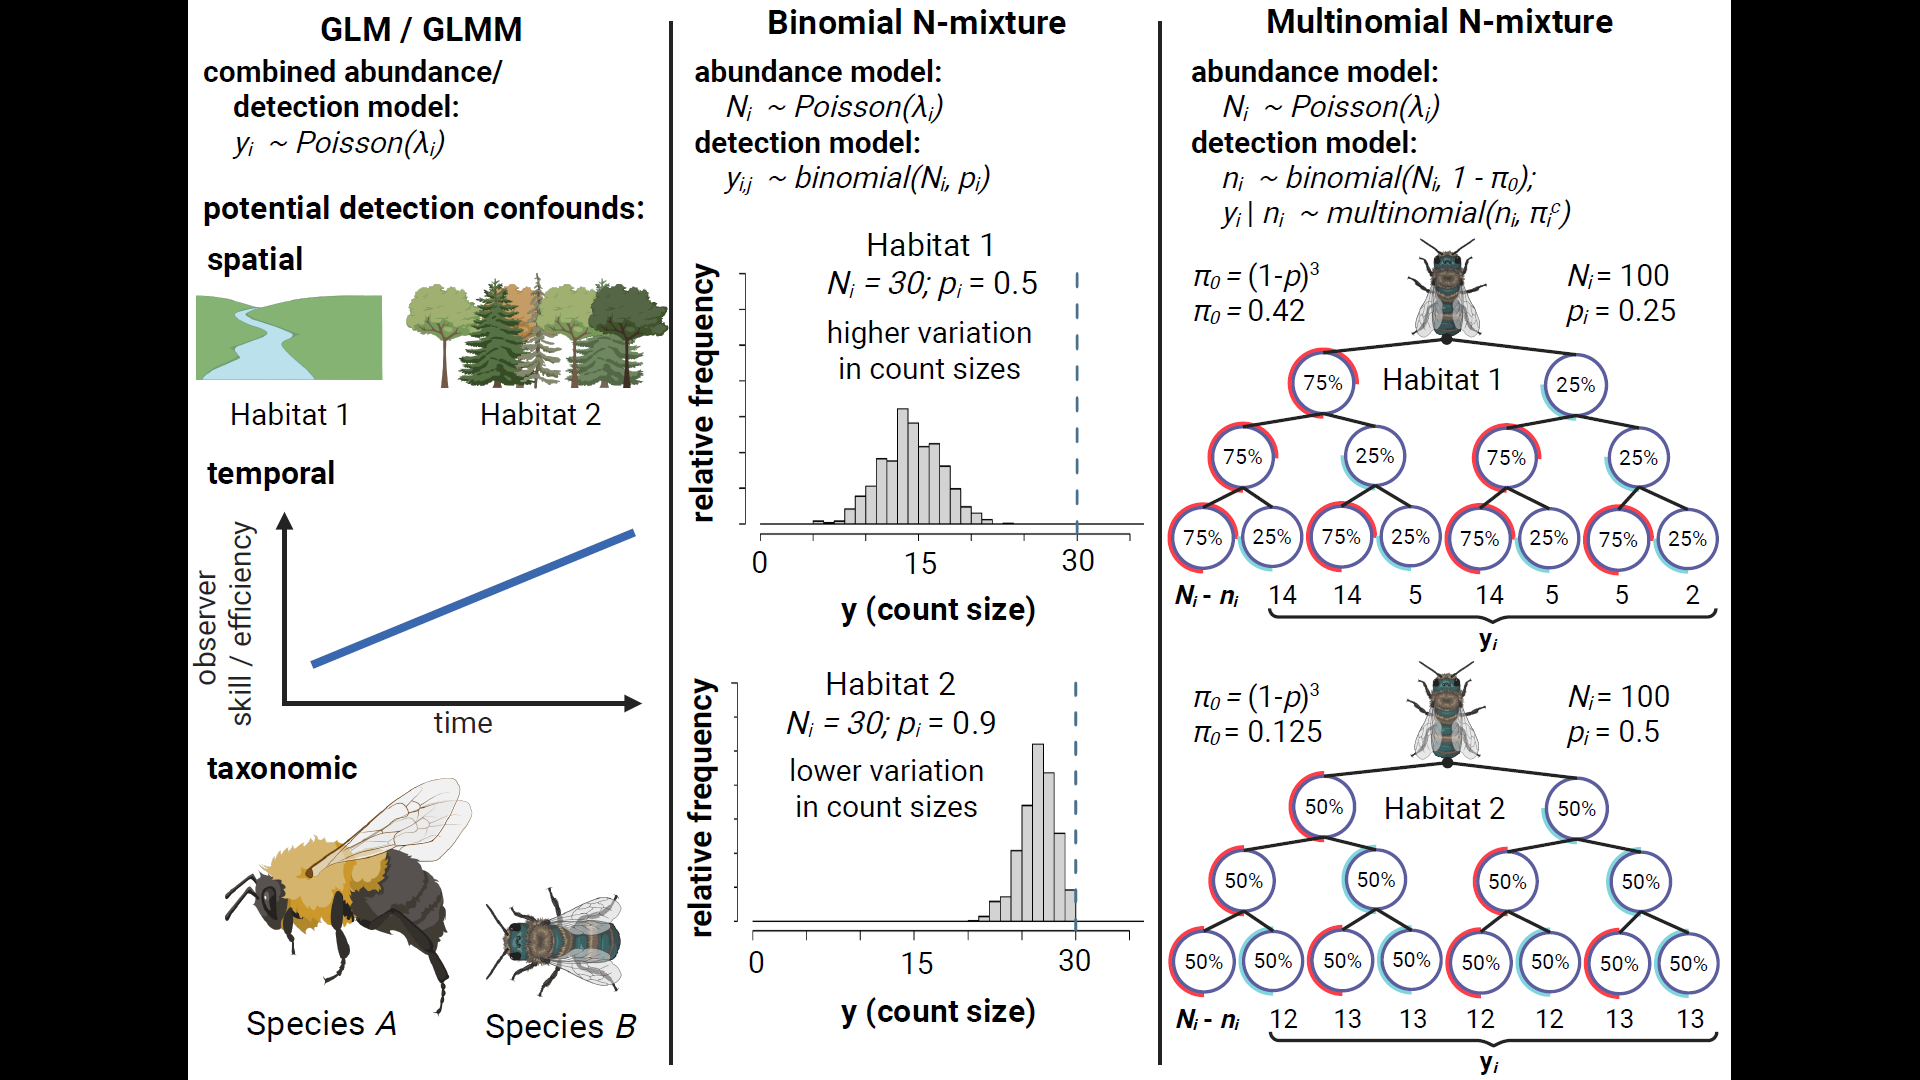 GLM / GLMM
combined abundance/
detection model:
yᵢ ~ Poisson(λᵢ)
potential detection confounds:
spatial
Habitat 1
Habitat 2
temporal
observer
skill / efficiency
time
taxonomic
Species A
Species B
Binomial N-mixture
abundance model:
Nᵢ ~ Poisson(λᵢ)
detection model:
yᵢ,ⱼ ~ binomial(Nᵢ, pᵢ)
Habitat 1
Nᵢ = 30; pᵢ = 0.5
higher variation
in count sizes
relative frequency
0 15 30
y (count size)
Habitat 2
Nᵢ = 30; pᵢ = 0.9
lower variation
in count sizes
relative frequency
0 15 30
y (count size)
Multinomial N-mixture
abundance model:
Nᵢ ~ Poisson(λᵢ)
detection model:
nᵢ ~ binomial(Nᵢ, 1 - π₀);
yᵢ | nᵢ ~ multinomial(nᵢ, πᵢᶜ)
π₀ = (1-p)³
π₀ = 0.42
Nᵢ = 100
pᵢ = 0.25
75% Habitat 1 25%
75% 25% 75% 25%
75% 25% 75% 25% 75% 25% 75% 25%
Nᵢ - nᵢ 14 14 5 14 5 5 2
yᵢ
π₀ = (1-p)³
π₀ = 0.125
Nᵢ = 100
pᵢ = 0.5
50% Habitat 2 50%
50% 50% 50% 50%
50% 50% 50% 50% 50% 50% 50% 50%
Nᵢ - nᵢ 12 13 13 12 12 13 13
yᵢ